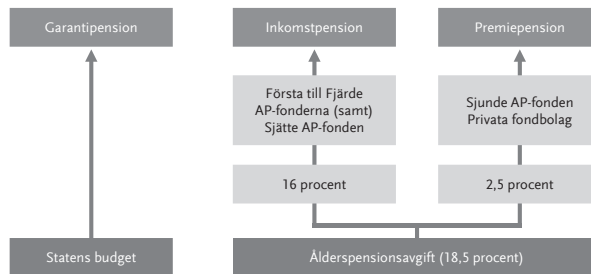 Garantipension
Inkomstpension
Premiepension
Första till Fjärde
AP-fonderna (samt)
Sjätte AP-fonden
Sjunde AP-fonden
Privata fondbolag
16 procent
2,5 procent
Statens budget
Ålderspensionsavgift (18,5 procent)